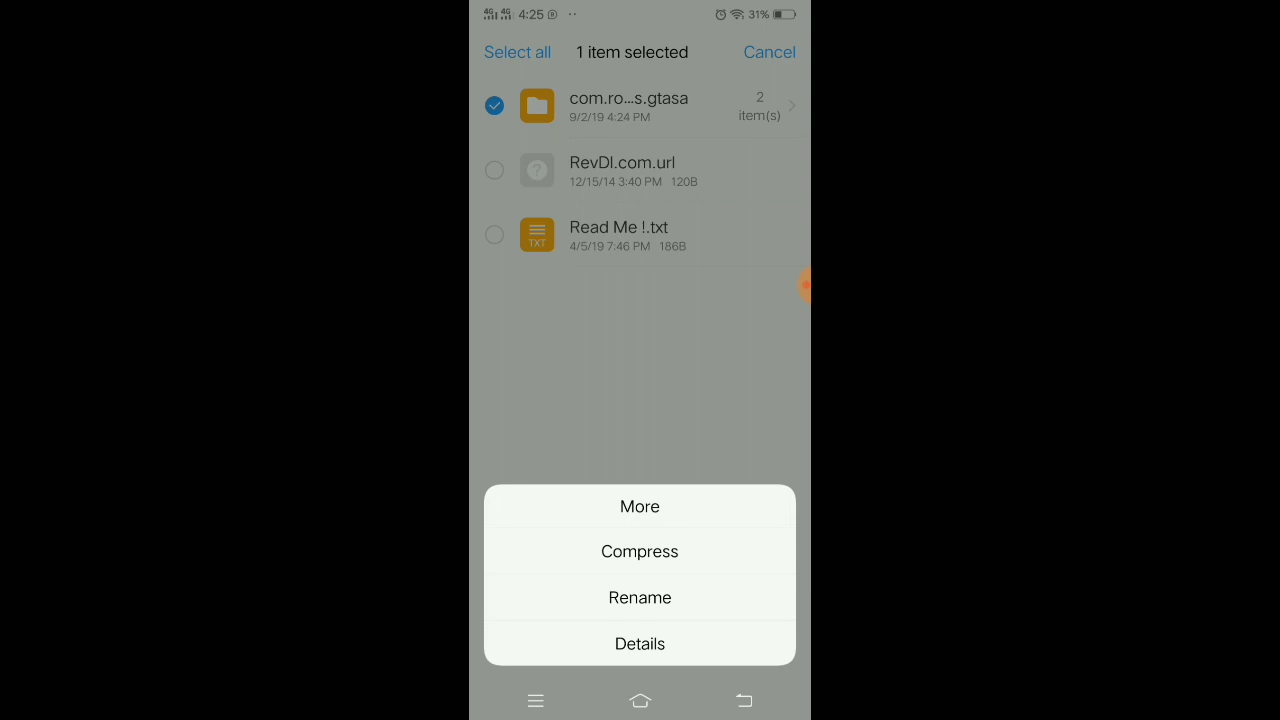 4G 4G 4:25 31%
Select all 1 item selected Cancel
com.ro...s.gtasa 2
9/2/19 4:24 PM item(s)
RevDl.com.url
12/15/14 3:40 PM 120B
Read Me !.txt
TXT
4/5/19 7:46 PM 186B
More
Compress
Rename
Details